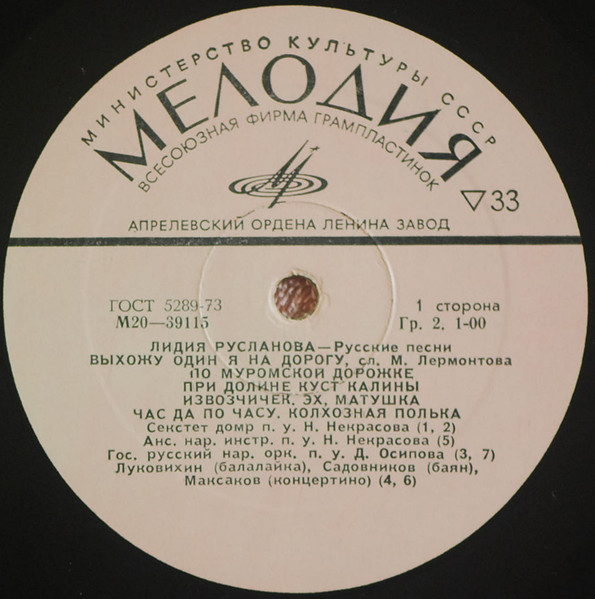 МИНИСТЕРСТВО КУЛЬТУРЫ СССР
МЕЛОДИЯ
ВСЕСОЮЗНАЯ ФИРМА ГРАМПЛАСТИНОК
▽33
АПРЕЛЕВСКИЙ ОРДЕНА ЛЕНИНА ЗАВОД
ГОСТ 5289-73
1 сторона
М20—39115
Гр. 2. 1-00
ЛИДИЯ РУСЛАНОВА—Русские песни
ВЫХОЖУ ОДИН Я НА ДОРОГУ, сл. М. Лермонтова
ПО МУРОМСКОЙ ДОРОЖКЕ
ПРИ ДОЛИНЕ КУСТ КАЛИНЫ
ИЗВОЗЧИЧЕК. ЭХ, МАТУШКА
ЧАС ДА ПО ЧАСУ. КОЛХОЗНАЯ ПОЛЬКА
Секстет домр п. у. Н. Некрасова (1, 2)
Анс. нар. инстр. п. у. Н. Некрасова (5)
Гос. русский нар. орк. п. у. Д. Осипова (3, 7)
Луковихин (балалайка), Садовников (баян),
Максаков (концертино) (4, 6)